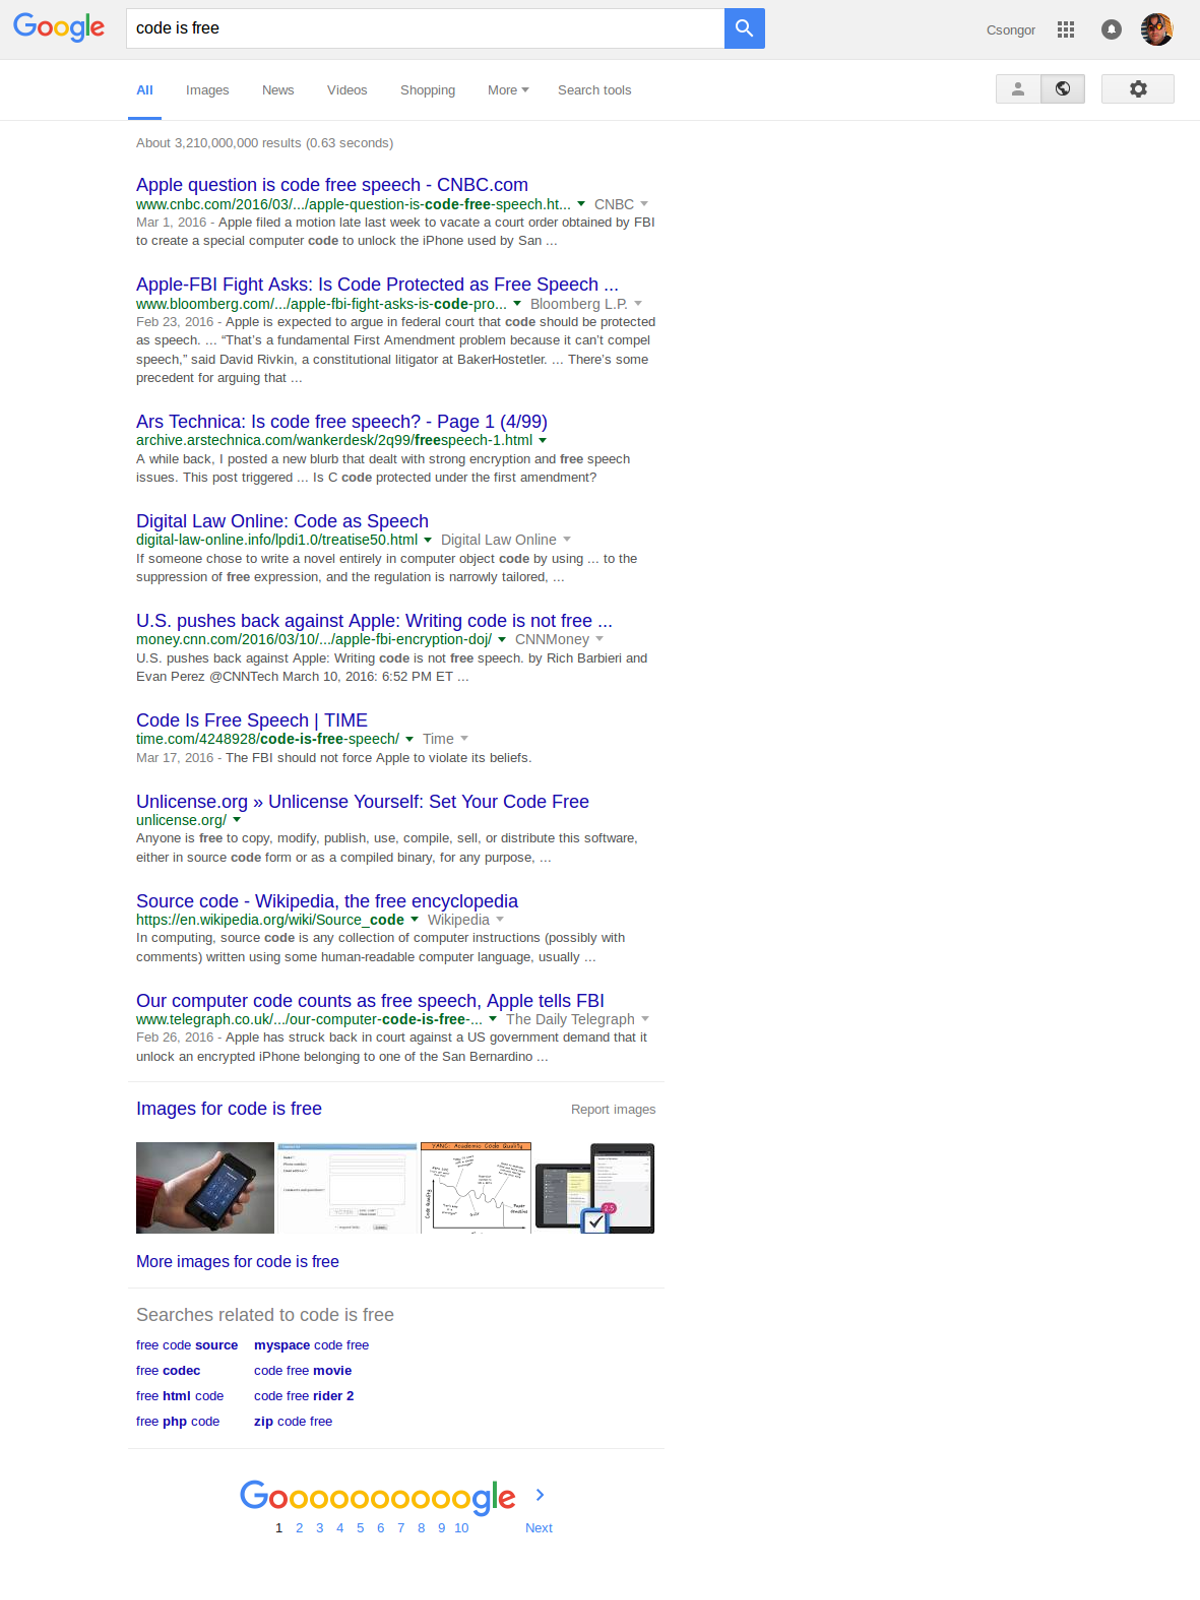 Google
code is free
Csongor
All Images News Videos Shopping More Search tools
About 3,210,000,000 results (0.63 seconds)
Apple question is code free speech - CNBC.com
www.cnbc.com/2016/03/.../apple-question-is-code-free-speech.ht... CNBC
Mar 1, 2016 - Apple filed a motion late last week to vacate a court order obtained by FBI
to create a special computer code to unlock the iPhone used by San ...
Apple-FBI Fight Asks: Is Code Protected as Free Speech ...
www.bloomberg.com/.../apple-fbi-fight-asks-is-code-pro... Bloomberg L.P.
Feb 23, 2016 - Apple is expected to argue in federal court that code should be protected
as speech. ... “That’s a fundamental First Amendment problem because it can’t compel
speech,” said David Rivkin, a constitutional litigator at BakerHostetler. ... There’s some
precedent for arguing that ...
Ars Technica: Is code free speech? - Page 1 (4/99)
archive.arstechnica.com/wankerdesk/2q99/freespeech-1.html
A while back, I posted a new blurb that dealt with strong encryption and free speech
issues. This post triggered ... Is C code protected under the first amendment?
Digital Law Online: Code as Speech
digital-law-online.info/lpdi1.0/treatise50.html Digital Law Online
If someone chose to write a novel entirely in computer object code by using ... to the
suppression of free expression, and the regulation is narrowly tailored, ...
U.S. pushes back against Apple: Writing code is not free ...
money.cnn.com/2016/03/10/.../apple-fbi-encryption-doj/ CNNMoney
U.S. pushes back against Apple: Writing code is not free speech. by Rich Barbieri and
Evan Perez @CNNTech March 10, 2016: 6:52 PM ET ...
Code Is Free Speech | TIME
time.com/4248928/code-is-free-speech/ Time
Mar 17, 2016 - The FBI should not force Apple to violate its beliefs.
Unlicense.org » Unlicense Yourself: Set Your Code Free
unlicense.org/
Anyone is free to copy, modify, publish, use, compile, sell, or distribute this software,
either in source code form or as a compiled binary, for any purpose, ...
Source code - Wikipedia, the free encyclopedia
https://en.wikipedia.org/wiki/Source_code Wikipedia
In computing, source code is any collection of computer instructions (possibly with
comments) written using some human-readable computer language, usually ...
Our computer code counts as free speech, Apple tells FBI
www.telegraph.co.uk/.../our-computer-code-is-free-... The Daily Telegraph
Feb 26, 2016 - Apple has struck back in court against a US government demand that it
unlock an encrypted iPhone belonging to one of the San Bernardino ...
Images for code is free Report images
Academic Code Quality
Code Quality
2.5
More images for code is free
Searches related to code is free
free code source myspace code free
free codec code free movie
free html code code free rider 2
free php code zip code free
Goooooooooogle
1 2 3 4 5 6 7 8 9 10 Next